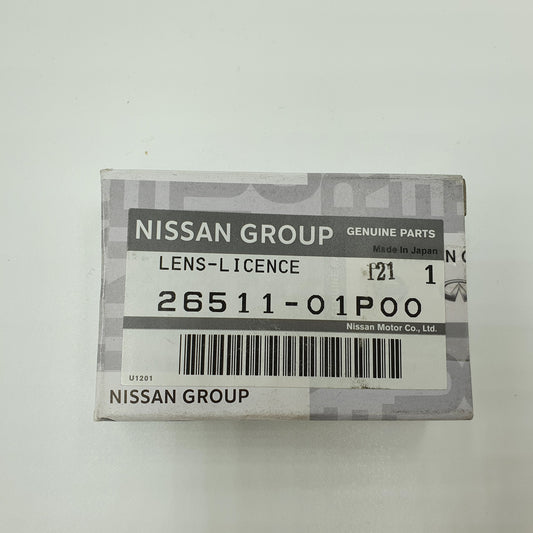 NISSAN GROUP GENUINE PARTS
Made In Japan
LENS-LICENCE P21 1
26511-01P00
Nissan Motor Co., Ltd.
U1201
NISSAN GROUP